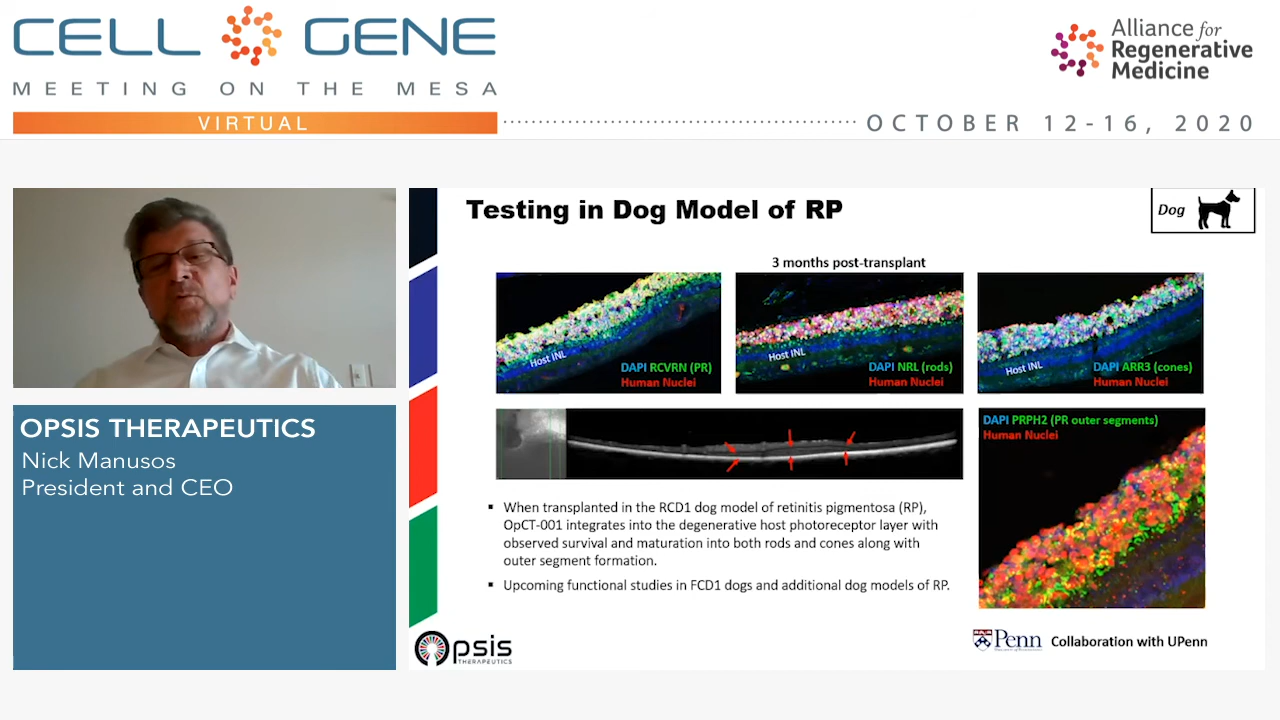 CELL GENE
MEETING ON THE MESA
VIRTUAL
Alliance for
Regenerative
Medicine
OCTOBER 12-16, 2020
OPSIS THERAPEUTICS
Nick Manusos
President and CEO
Testing in Dog Model of RP
Dog
3 months post-transplant
Host INL
DAPI RCVRN (PR)
Human Nuclei
Host INL
DAPI NRL (rods)
Human Nuclei
Host INL
DAPI ARR3 (cones)
Human Nuclei
DAPI PRPH2 (PR outer segments)
Human Nuclei
▪ When transplanted in the RCD1 dog model of retinitis pigmentosa (RP),
OpCT-001 integrates into the degenerative host photoreceptor layer with
observed survival and maturation into both rods and cones along with
outer segment formation.
▪ Upcoming functional studies in FCD1 dogs and additional dog models of RP.
Opsis
THERAPEUTICS
Penn
Collaboration with UPenn